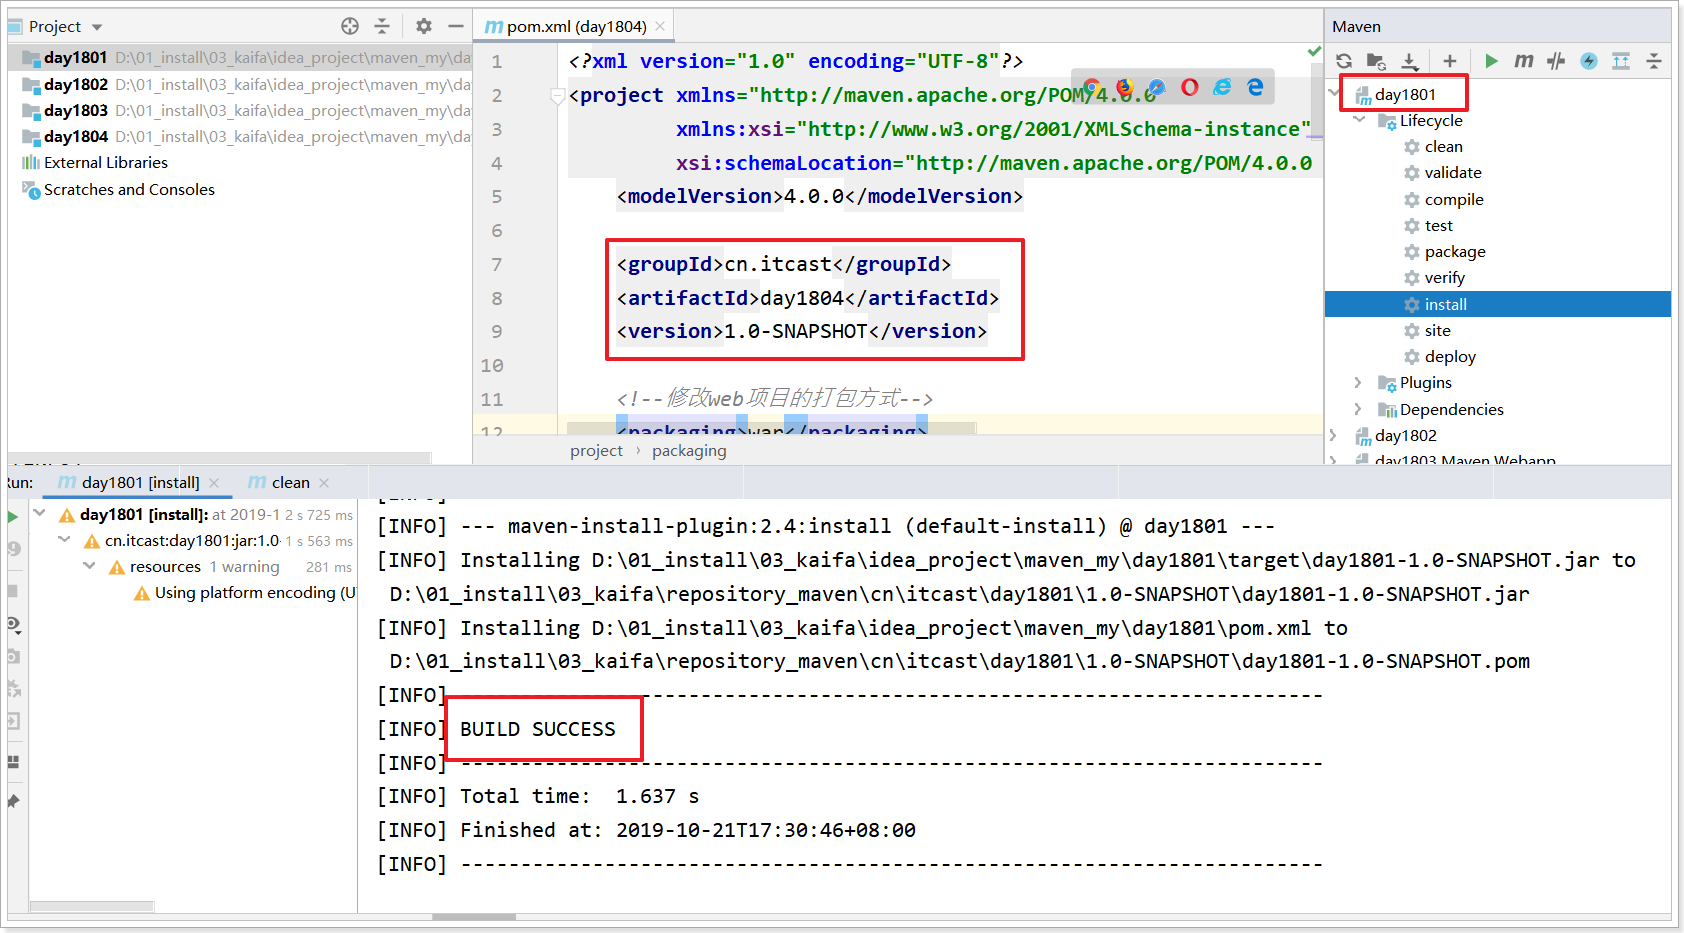 Project
day1801 D:\01_install\03_kaifa\idea_project\maven_my\da
day1802 D:\01_install\03_kaifa\idea_project\maven_my\da
day1803 D:\01_install\03_kaifa\idea_project\maven_my\da
day1804 D:\01_install\03_kaifa\idea_project\maven_my\da
External Libraries
Scratches and Consoles
pom.xml (day1804)
1 <?xml version="1.0" encoding="UTF-8"?>
2 <project xmlns="http://maven.apache.org/POM/4.0.0
3 xmlns:xsi="http://www.w3.org/2001/XMLSchema-instance"
4 xsi:schemaLocation="http://maven.apache.org/POM/4.0.0
5 <modelVersion>4.0.0</modelVersion>
6
7 <groupId>cn.itcast</groupId>
8 <artifactId>day1804</artifactId>
9 <version>1.0-SNAPSHOT</version>
10
11 <!--修改web项目的打包方式-->
12 <packaging>war</packaging>
project › packaging
Maven
day1801
Lifecycle
clean
validate
compile
test
package
verify
install
site
deploy
Plugins
Dependencies
day1802
day1803 Maven Webapp
Run:
day1801 [install]
clean
day1801 [install]: at 2019-1 2 s 725 ms
cn.itcast:day1801:jar:1.0- 1 s 563 ms
resources 1 warning 281 ms
Using platform encoding (U
[INFO] --- maven-install-plugin:2.4:install (default-install) @ day1801 ---
[INFO] Installing D:\01_install\03_kaifa\idea_project\maven_my\day1801\target\day1801-1.0-SNAPSHOT.jar to
D:\01_install\03_kaifa\repository_maven\cn\itcast\day1801\1.0-SNAPSHOT\day1801-1.0-SNAPSHOT.jar
[INFO] Installing D:\01_install\03_kaifa\idea_project\maven_my\day1801\pom.xml to
D:\01_install\03_kaifa\repository_maven\cn\itcast\day1801\1.0-SNAPSHOT\day1801-1.0-SNAPSHOT.pom
[INFO] ------------------------------------------------------------------------
[INFO] BUILD SUCCESS
[INFO] ------------------------------------------------------------------------
[INFO] Total time:  1.637 s
[INFO] Finished at: 2019-10-21T17:30:46+08:00
[INFO] ------------------------------------------------------------------------